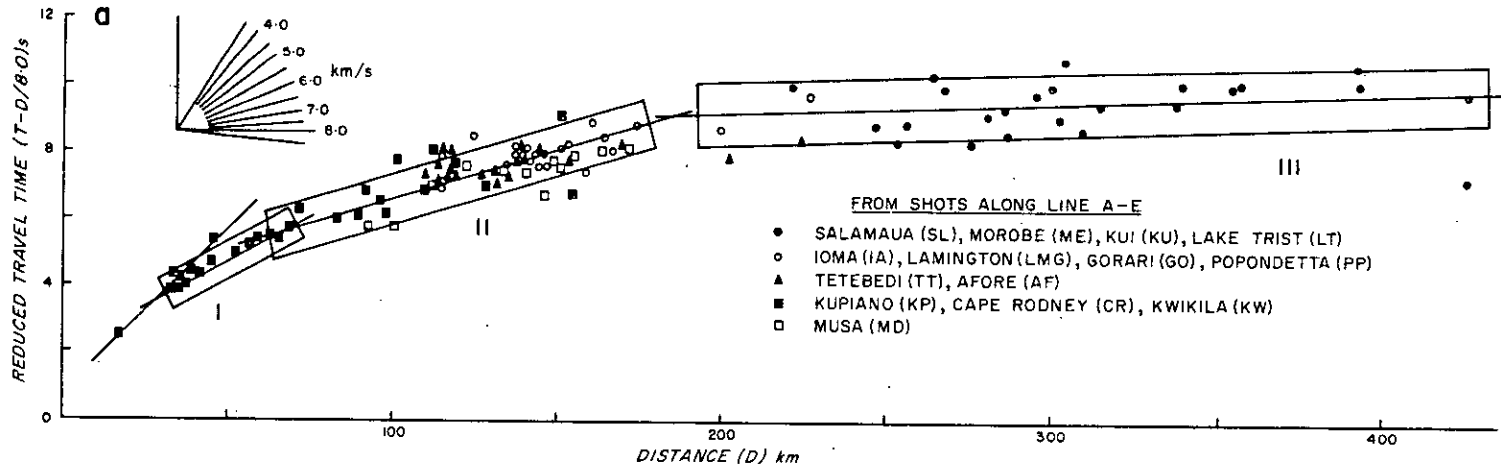 a
12
8
4
0
REDUCED TRAVEL TIME (T-D/8·0)s
4·0
5·0
6·0 km/s
7·0
8·0
I
II
III
FROM SHOTS ALONG LINE A-E
SALAMAUA (SL), MOROBE (ME), KUI (KU), LAKE TRIST (LT)
IOMA (IA), LAMINGTON (LMG), GORARI (GO), POPONDETTA (PP)
TETEBEDI (TT), AFORE (AF)
KUPIANO (KP), CAPE RODNEY (CR), KWIKILA (KW)
MUSA (MD)
100
200
300
400
DISTANCE (D) km